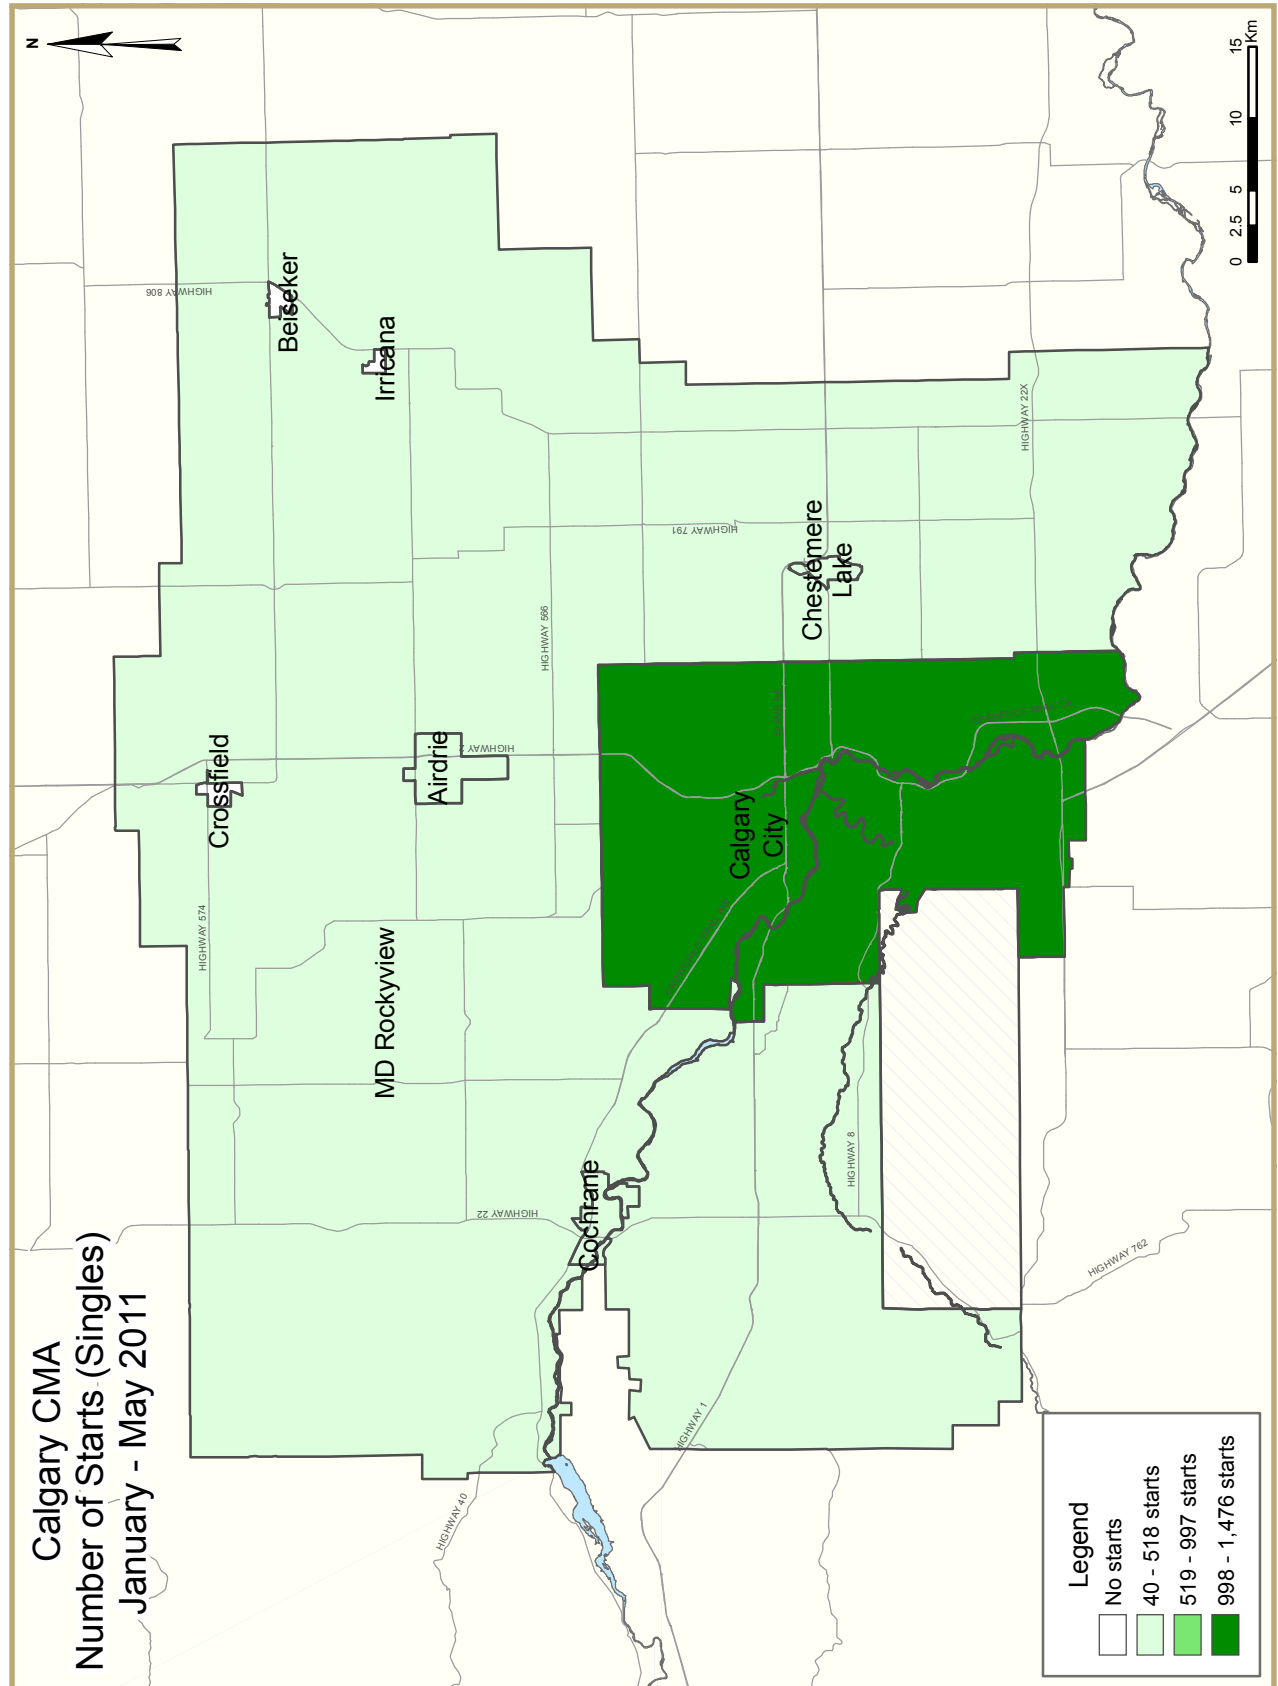 Calgary CMA
Number of Starts (Singles)
January - May 2011
N
HIGHWAY 806
Beiseker
Irricana
Crossfield
HIGHWAY 574
Airdrie
HIGHWAY 2
HIGHWAY 566
MD Rockyview
HIGHWAY 791
HIGHWAY 22
Cochrane
HIGHWAY 40
Calgary
City
Chestemere
Lake
HIGHWAY 1
HIGHWAY 8
HIGHWAY 22X
HIGHWAY 762
Legend
No starts
40 - 518 starts
519 - 997 starts
998 - 1,476 starts
0 2.5 5 10 15
Km